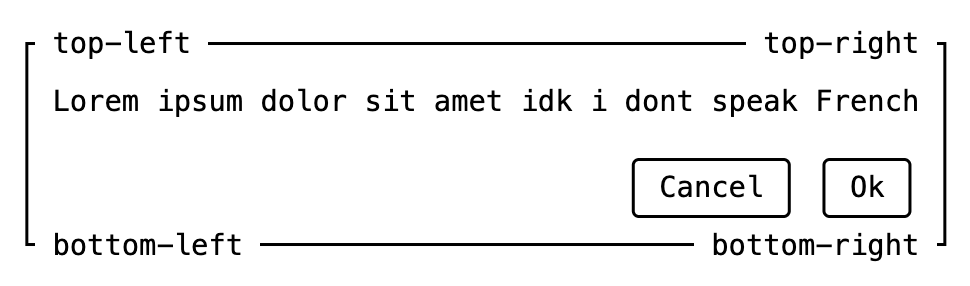 top-left top-right
Lorem ipsum dolor sit amet idk i dont speak French
Cancel Ok
bottom-left bottom-right